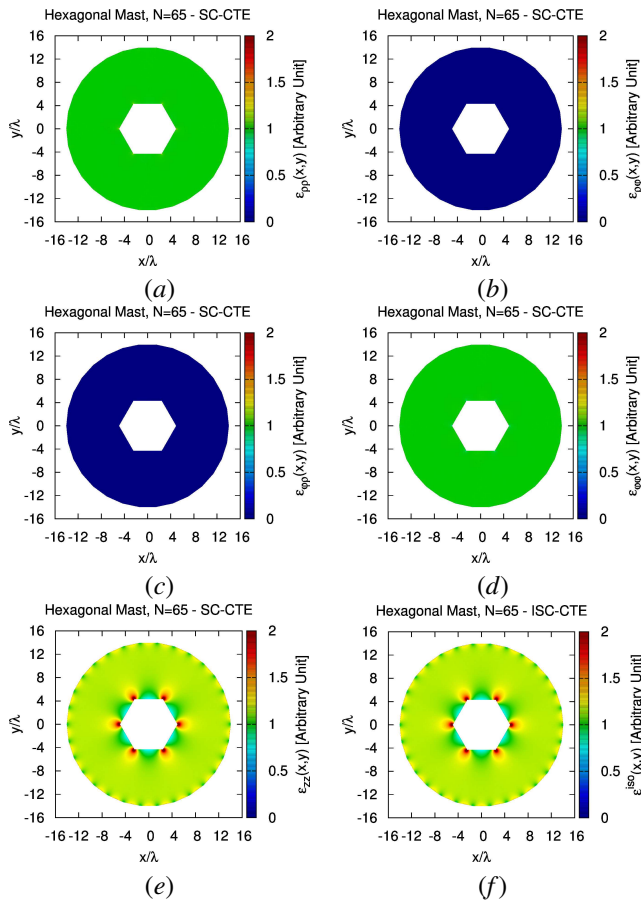 Hexagonal Mast, N=65 - SC-CTE
Hexagonal Mast, N=65 - SC-CTE
16
12
8
4
0
-4
-8
-12
-16
y/λ
-16 -12 -8 -4 0 4 8 12 16
x/λ
2
1.5
1
0.5
0
ερρ(x,y) [Arbitrary Unit]
16
12
8
4
0
-4
-8
-12
-16
y/λ
-16 -12 -8 -4 0 4 8 12 16
x/λ
2
1.5
1
0.5
0
ερφ(x,y) [Arbitrary Unit]
(a)
(b)
Hexagonal Mast, N=65 - SC-CTE
Hexagonal Mast, N=65 - SC-CTE
16
12
8
4
0
-4
-8
-12
-16
y/λ
-16 -12 -8 -4 0 4 8 12 16
x/λ
2
1.5
1
0.5
0
εφρ(x,y) [Arbitrary Unit]
16
12
8
4
0
-4
-8
-12
-16
y/λ
-16 -12 -8 -4 0 4 8 12 16
x/λ
2
1.5
1
0.5
0
εφφ(x,y) [Arbitrary Unit]
(c)
(d)
Hexagonal Mast, N=65 - SC-CTE
Hexagonal Mast, N=65 - ISC-CTE
16
12
8
4
0
-4
-8
-12
-16
y/λ
-16 -12 -8 -4 0 4 8 12 16
x/λ
2
1.5
1
0.5
0
εzz(x,y) [Arbitrary Unit]
16
12
8
4
0
-4
-8
-12
-16
y/λ
-16 -12 -8 -4 0 4 8 12 16
x/λ
2
1.5
1
0.5
0
εiso(x,y) [Arbitrary Unit]
(e)
(f)